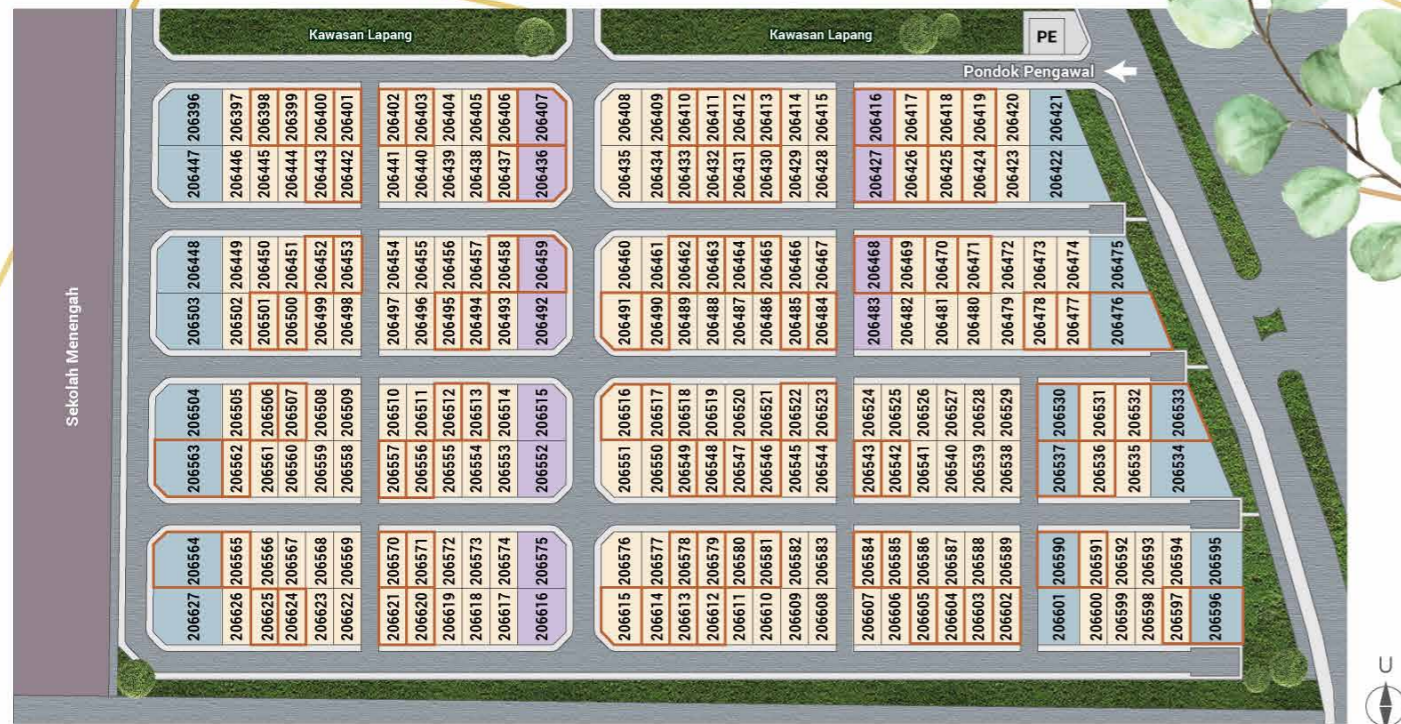 Kawasan Lapang
Kawasan Lapang
PE
Pondok Pengawal
Sekolah Menengah
206396 206397 206398 206399 206400 206401 206402 206403 206404 206405 206406 206407 206408 206409 206410 206411 206412 206413 206414 206415 206416 206417 206418 206419 206420 206421
206447 206446 206445 206444 206443 206442 206441 206440 206439 206438 206437 206436 206435 206434 206433 206432 206431 206430 206429 206428 206427 206426 206425 206424 206423 206422
206448 206449 206450 206451 206452 206453 206454 206455 206456 206457 206458 206459 206460 206461 206462 206463 206464 206465 206466 206467 206468 206469 206470 206471 206472 206473 206474 206475
206503 206502 206501 206500 206499 206498 206497 206496 206495 206494 206493 206492 206491 206490 206489 206488 206487 206486 206485 206484 206483 206482 206481 206480 206479 206478 206477 206476
206504 206505 206506 206507 206508 206509 206510 206511 206512 206513 206514 206515 206516 206517 206518 206519 206520 206521 206522 206523 206524 206525 206526 206527 206528 206529 206530 206531 206532 206533
206563 206562 206561 206560 206559 206558 206557 206556 206555 206554 206553 206552 206551 206550 206549 206548 206547 206546 206545 206544 206543 206542 206541 206540 206539 206538 206537 206536 206535 206534
206564 206565 206566 206567 206568 206569 206570 206571 206572 206573 206574 206575 206576 206577 206578 206579 206580 206581 206582 206583 206584 206585 206586 206587 206588 206589 206590 206591 206592 206593 206594 206595
206627 206626 206625 206624 206623 206622 206621 206620 206619 206618 206617 206616 206615 206614 206613 206612 206611 206610 206609 206608 206607 206606 206605 206604 206603 206602 206601 206600 206599 206598 206597 206596
U